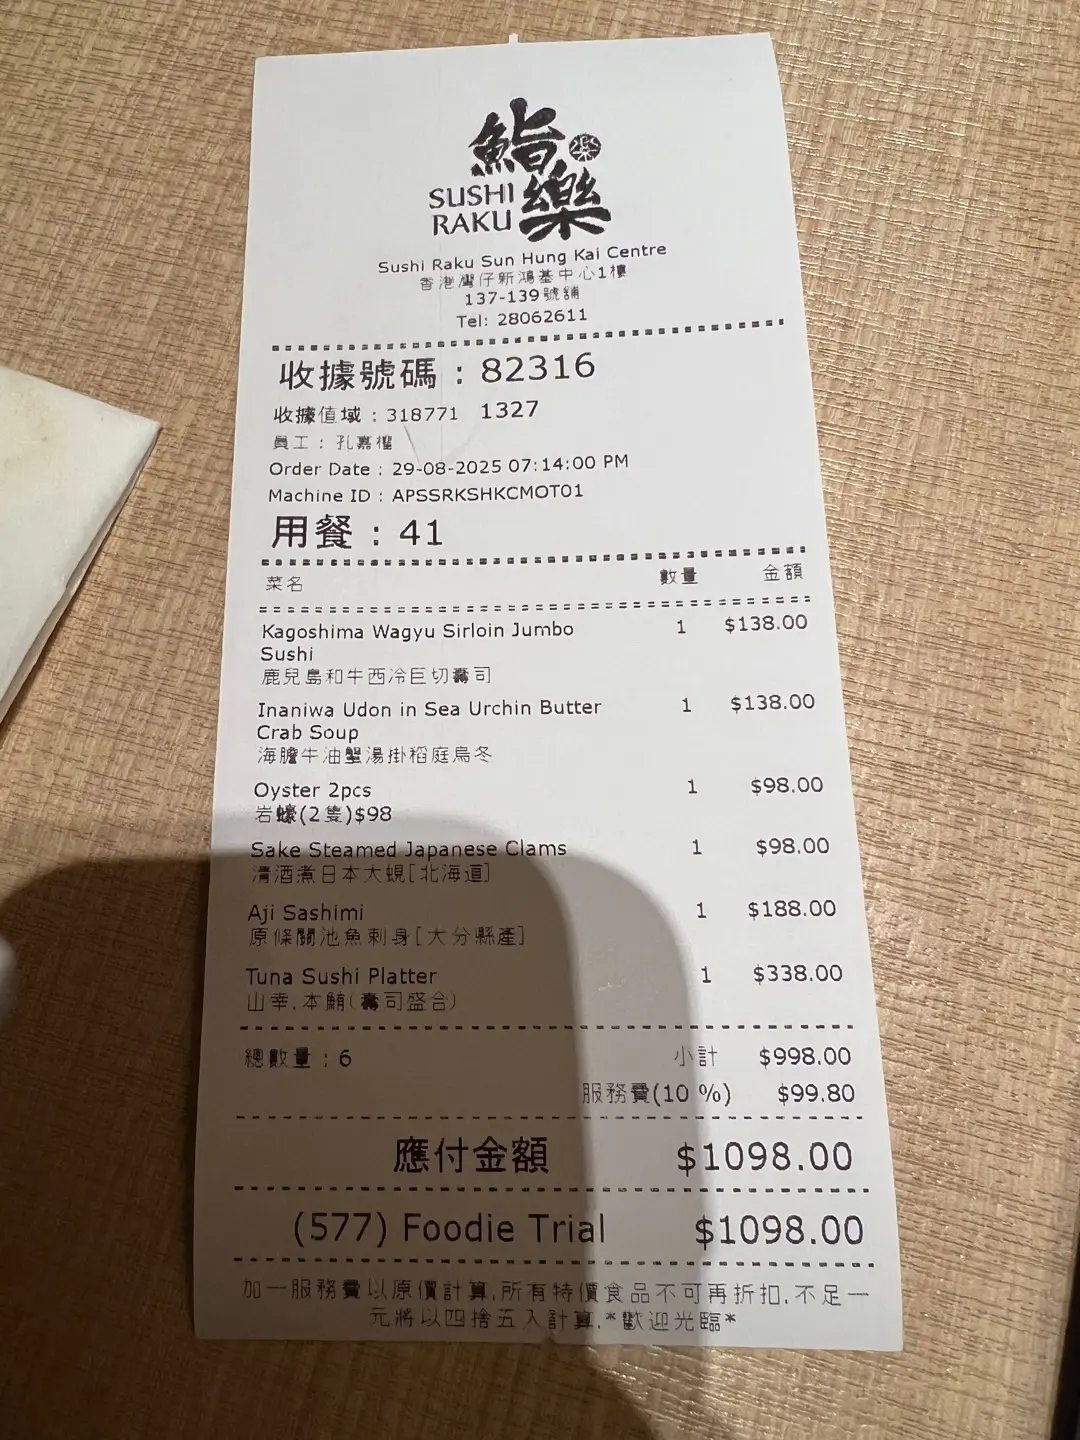 鮨樂
SUSHI
RAKU
Sushi Raku Sun Hung Kai Centre
香港灣仔新鴻基中心1樓
137-139號舖
Tel: 28062611
收據號碼 : 82316
收據值域 : 318771 1327
員工 : 孔嘉權
Order Date : 29-08-2025 07:14:00 PM
Machine ID : APSSRKSHKCMOT01
用餐 : 41
菜名 數量 金額
Kagoshima Wagyu Sirloin Jumbo 1 $138.00
Sushi
鹿兒島和牛西冷巨切壽司
Inaniwa Udon in Sea Urchin Butter 1 $138.00
Crab Soup
海膽牛油蟹湯掛稻庭烏冬
Oyster 2pcs 1 $98.00
岩蠔(2隻)$98
Sake Steamed Japanese Clams 1 $98.00
清酒煮日本大蜆[北海道]
Aji Sashimi 1 $188.00
原條關池魚刺身[大分縣產]
Tuna Sushi Platter 1 $338.00
山幸.本鮪(壽司盛合)
總數量 : 6 小計 $998.00
服務費(10 %) $99.80
應付金額 $1098.00
(577) Foodie Trial $1098.00
加一服務費以原價計算,所有特價食品不可再折扣.不足一
元將以四捨五入計算.*歡迎光臨*